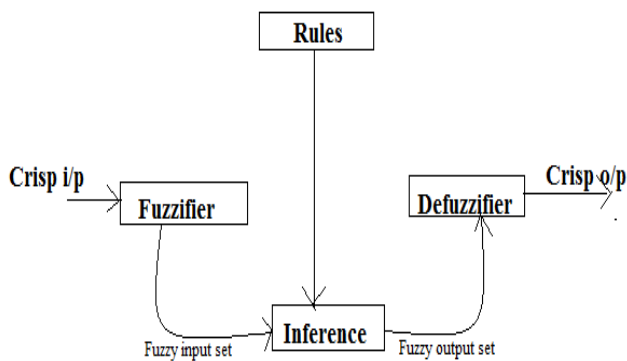 Rules
Crisp i/p
Fuzzifier
Crisp o/p
Defuzzifier
Inference
Fuzzy input set
Fuzzy output set